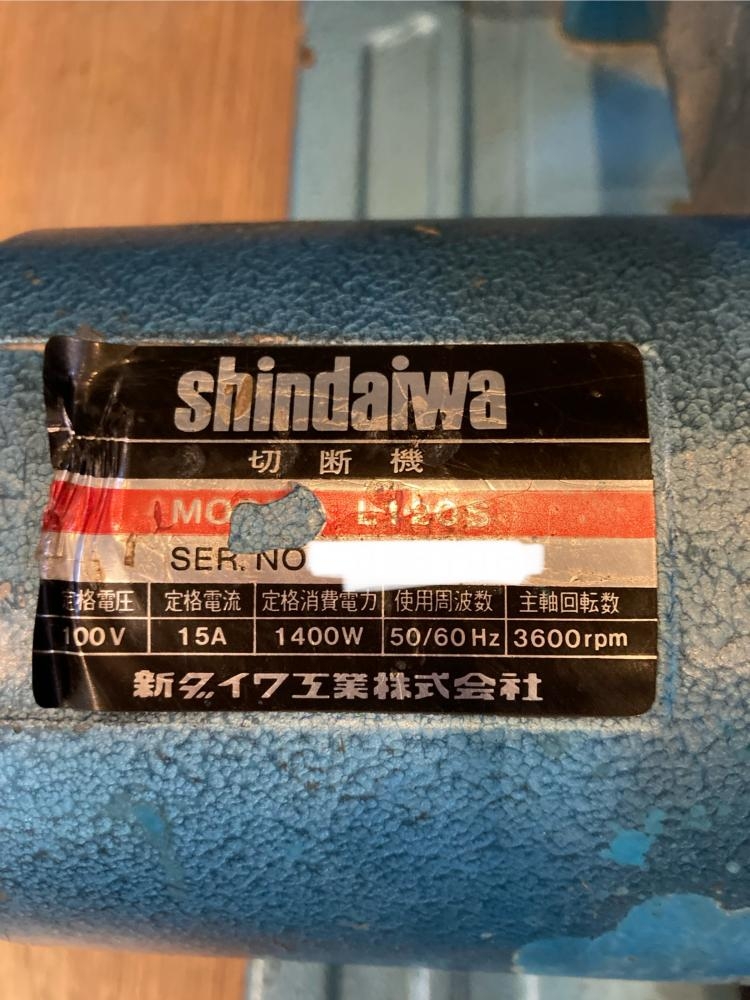 shindaiwa
切断機
L120S
SER. NO
定格電圧 定格電流 定格消費電力 使用周波数 主軸回転数
100V 15A 1400W 50/60Hz 3600rpm
新ダイワ工業株式会社